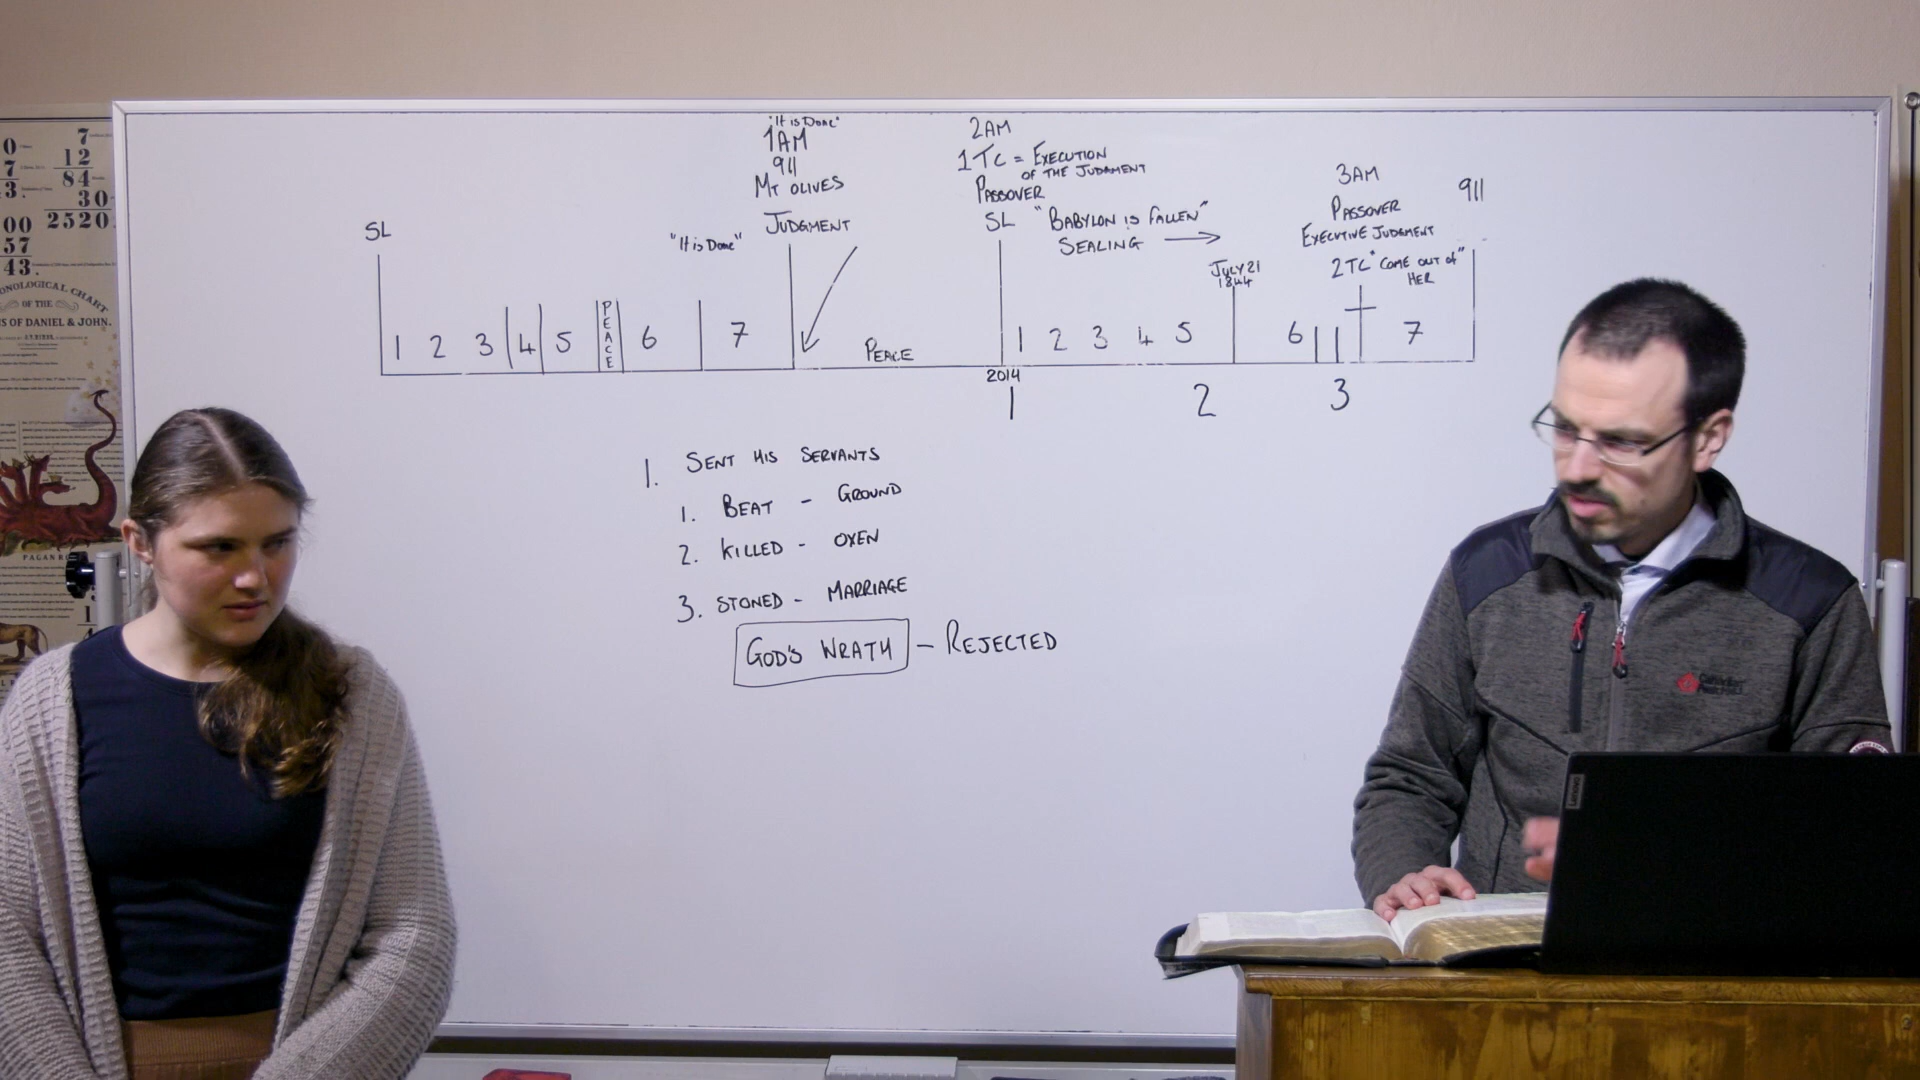 7
12
84
30
2520
0
7
3.
00
57
43.
CHRONOLOGICAL CHART
OF THE
S OF DANIEL & JOHN.
PAGAN
1
"It is Done"
1AM
911
MT OLIVES
JUDGMENT
2AM
1TC = EXECUTION
OF THE JUDGMENT
PASSOVER
SL "BABYLON IS FALLEN"
SEALING
3AM
911
PASSOVER
EXECUTIVE JUDGMENT
2TC "COME OUT OF"
HER
SL
"It is Done"
JULY 21
1844
1 2 3 4 5 PEACE 6 7
PEACE
1 2 3 4 5 6 7
2014
1 2 3
1. SENT HIS SERVANTS
1. BEAT - GROUND
2. KILLED - OXEN
3. STONED - MARRIAGE
GOD'S WRATH - REJECTED
Lenovo